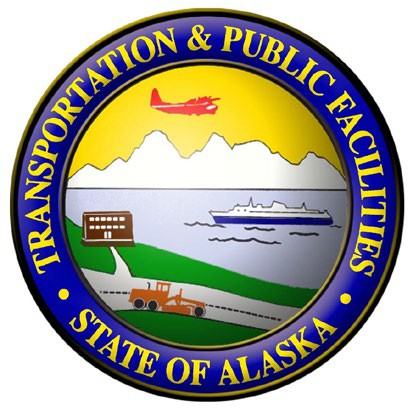 TRANSPORTATION & PUBLIC FACILITIES
• STATE OF ALASKA •